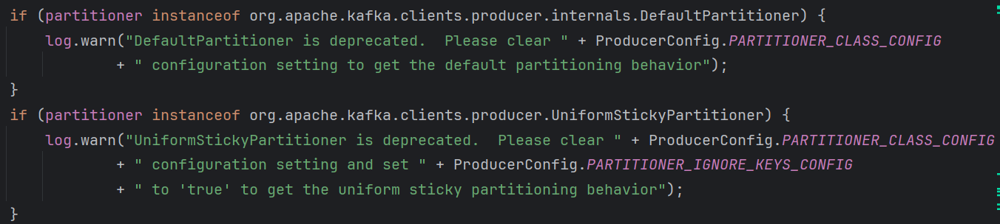 if (partitioner instanceof org.apache.kafka.clients.producer.internals.DefaultPartitioner) {
    log.warn("DefaultPartitioner is deprecated.  Please clear " + ProducerConfig.PARTITIONER_CLASS_CONFIG
            + " configuration setting to get the default partitioning behavior");
}
if (partitioner instanceof org.apache.kafka.clients.producer.UniformStickyPartitioner) {
    log.warn("UniformStickyPartitioner is deprecated.  Please clear " + ProducerConfig.PARTITIONER_CLASS_CONFIG
            + " configuration setting and set " + ProducerConfig.PARTITIONER_IGNORE_KEYS_CONFIG
            + " to 'true' to get the uniform sticky partitioning behavior");
}